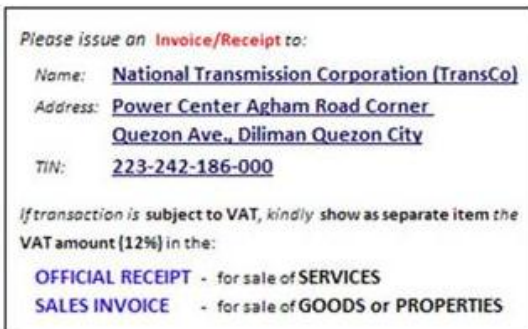 Please issue an Invoice/Receipt to:
Name: National Transmission Corporation (TransCo)
Address: Power Center Agham Road Corner
Quezon Ave., Diliman Quezon City
TIN: 223-242-186-000
If transaction is subject to VAT, kindly show as separate item the
VAT amount (12%) in the:
OFFICIAL RECEIPT - for sale of SERVICES
SALES INVOICE - for sale of GOODS or PROPERTIES